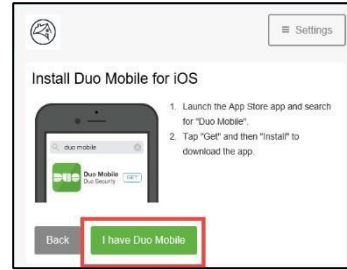 ≡ Settings
Install Duo Mobile for iOS
1. Launch the App Store app and search
for "Duo Mobile".
2. Tap "Get" and then "Install" to
download the app.
duo mobile
DUO
Duo Mobile
Duo Security
GET
Back
I have Duo Mobile